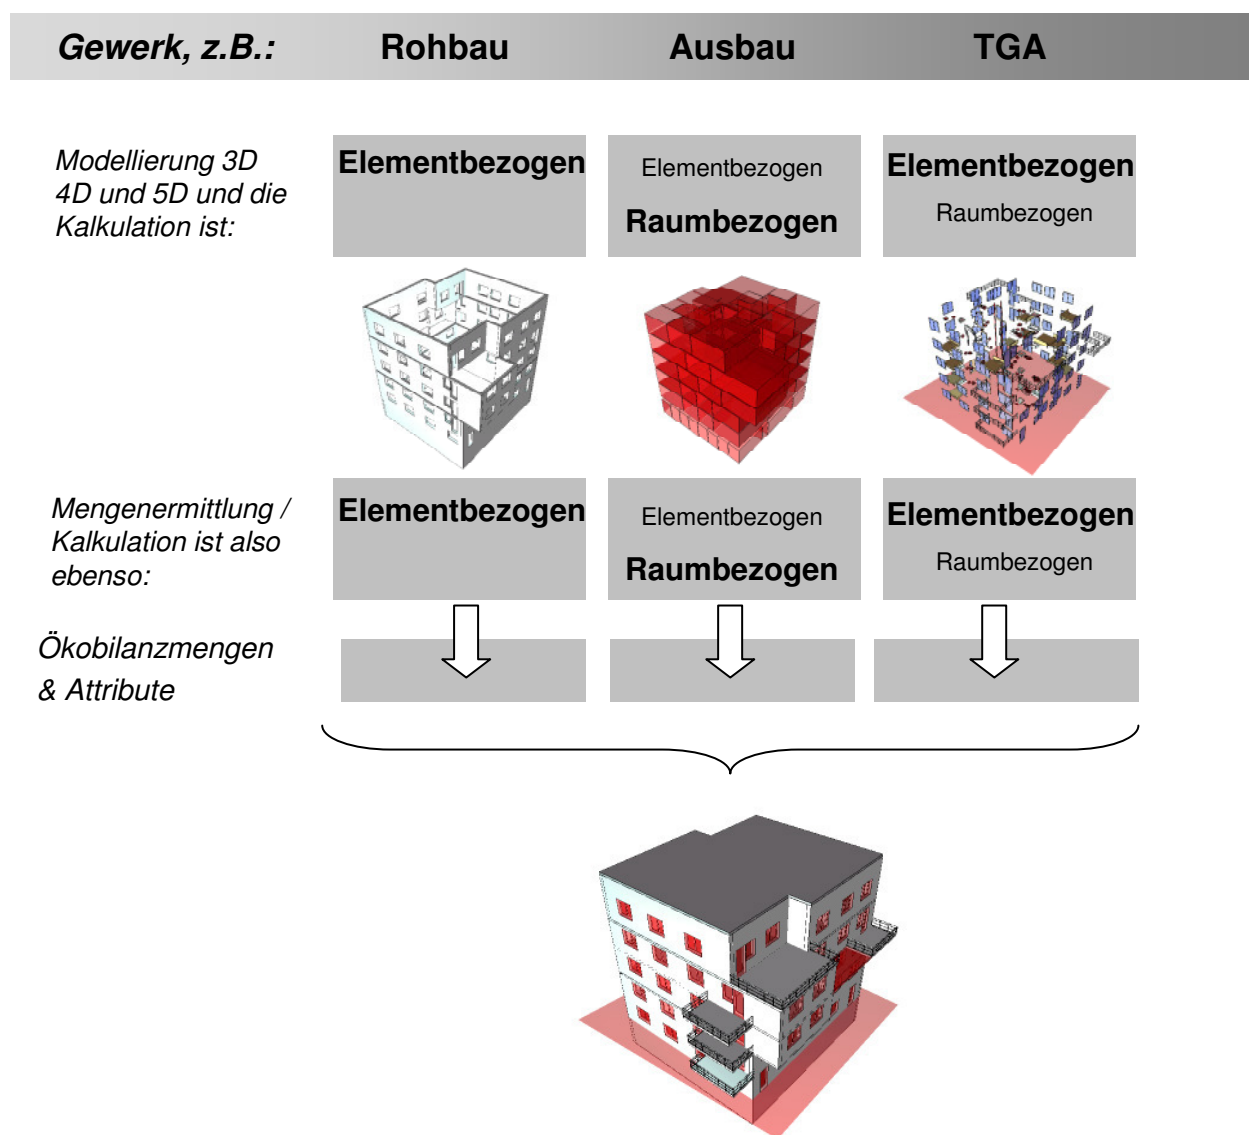 Gewerk, z.B.: Rohbau Ausbau TGA
Modellierung 3D
4D und 5D und die
Kalkulation ist:
Elementbezogen
Elementbezogen
Raumbezogen
Elementbezogen
Raumbezogen
Mengenermittlung /
Kalkulation ist also
ebenso:
Elementbezogen
Elementbezogen
Raumbezogen
Elementbezogen
Raumbezogen
Ökobilanzmengen
& Attribute